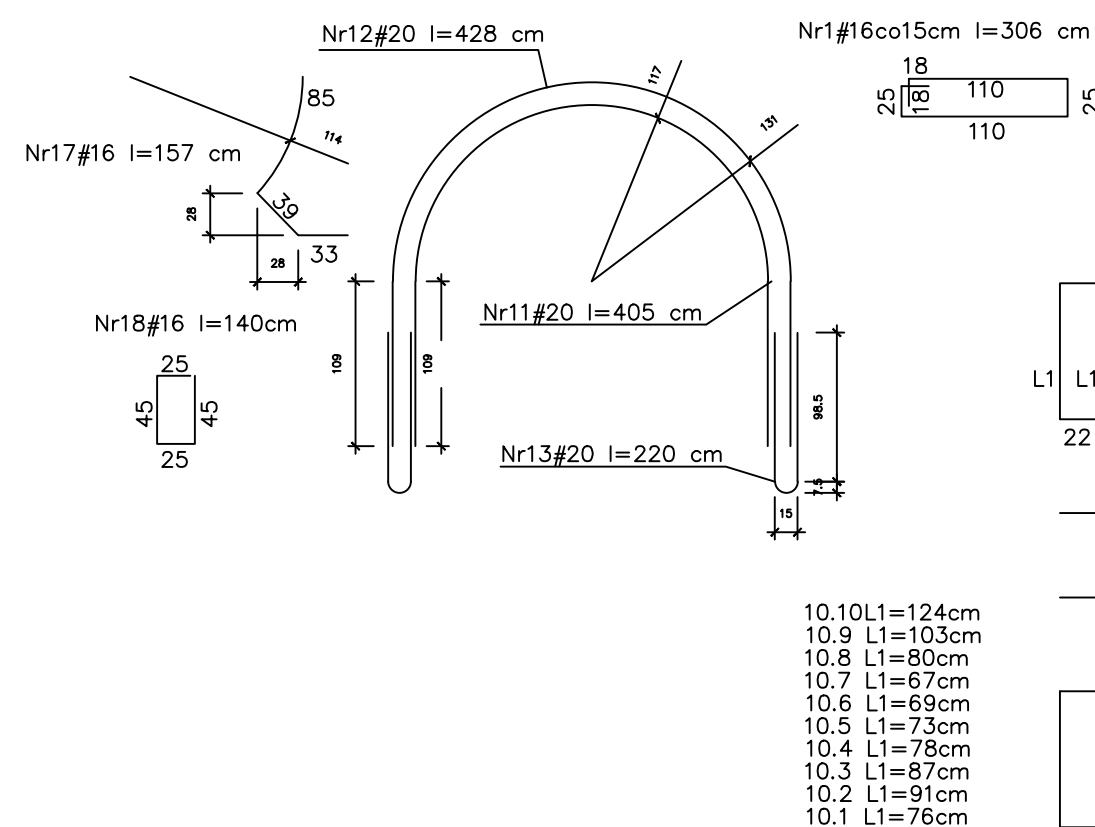 Nr12#20 l=428 cm
Nr1#16co15cm l=306 cm
18
25
18
110
25
110
85
114
Nr17#16 l=157 cm
28
39
33
28
117
131
Nr11#20 l=405 cm
Nr18#16 l=140cm
25
45
45
25
109
109
98.5
Nr13#20 l=220 cm
7.5
15
L1
L1
22
10.10L1=124cm
10.9 L1=103cm
10.8 L1=80cm
10.7 L1=67cm
10.6 L1=69cm
10.5 L1=73cm
10.4 L1=78cm
10.3 L1=87cm
10.2 L1=91cm
10.1 L1=76cm